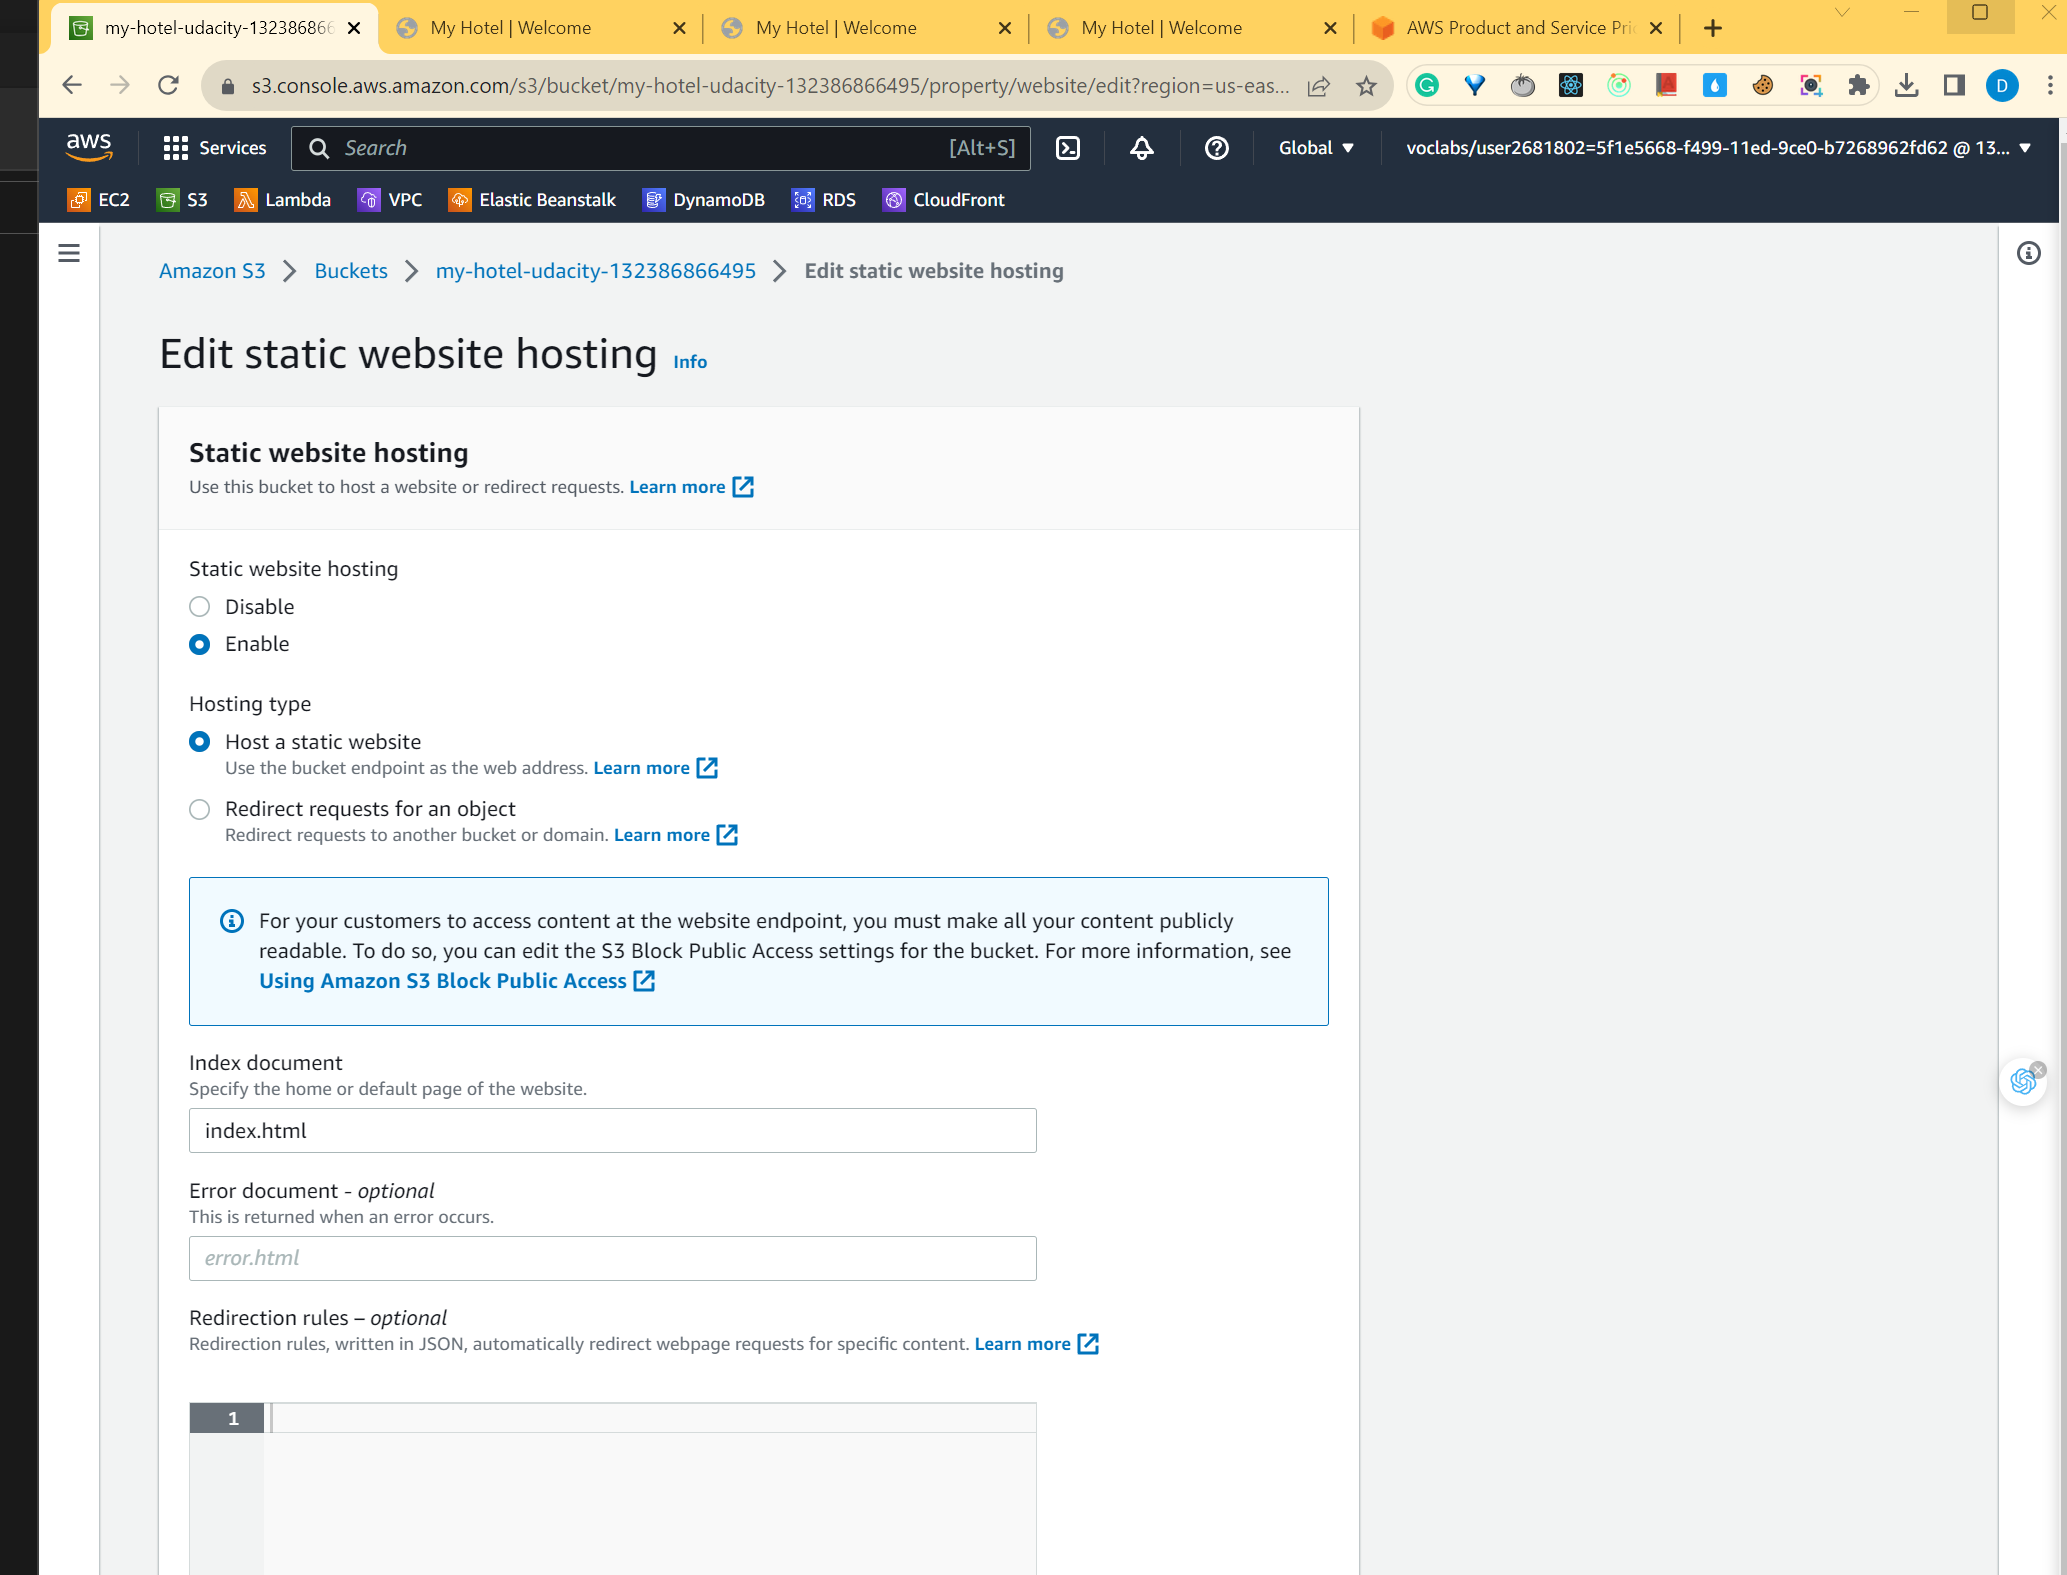 my-hotel-udacity-132386866
My Hotel | Welcome
My Hotel | Welcome
My Hotel | Welcome
AWS Product and Service Pri
s3.console.aws.amazon.com/s3/bucket/my-hotel-udacity-132386866495/property/website/edit?region=us-eas...
D
aws
Services
Search
[Alt+S]
Global
voclabs/user2681802=5f1e5668-f499-11ed-9ce0-b7268962fd62 @ 13...
EC2
S3
Lambda
VPC
Elastic Beanstalk
DynamoDB
RDS
CloudFront
Amazon S3 > Buckets > my-hotel-udacity-132386866495 > Edit static website hosting
Edit static website hosting Info
Static website hosting
Use this bucket to host a website or redirect requests. Learn more
Static website hosting
Disable
Enable
Hosting type
Host a static website
Use the bucket endpoint as the web address. Learn more
Redirect requests for an object
Redirect requests to another bucket or domain. Learn more
For your customers to access content at the website endpoint, you must make all your content publicly
readable. To do so, you can edit the S3 Block Public Access settings for the bucket. For more information, see
Using Amazon S3 Block Public Access
Index document
Specify the home or default page of the website.
index.html
Error document - optional
This is returned when an error occurs.
error.html
Redirection rules – optional
Redirection rules, written in JSON, automatically redirect webpage requests for specific content. Learn more
1